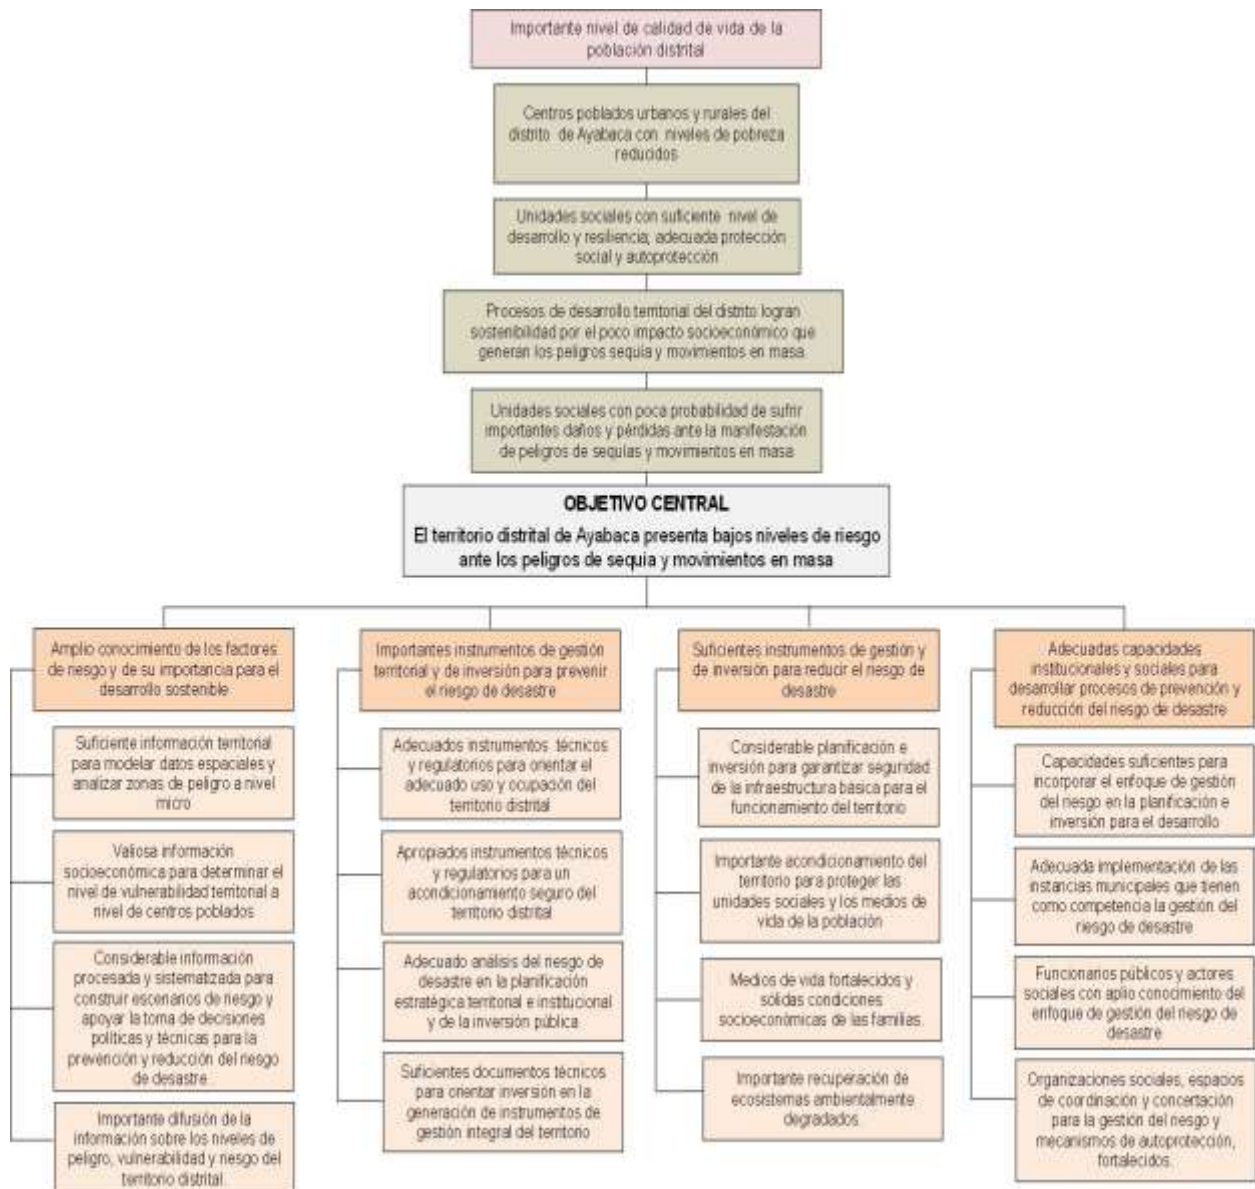 Importante nivel de calidad de vida de la
población distrital
Centros poblados urbanos y rurales del
distrito de Ayabaca con niveles de pobreza
reducidos
Unidades sociales con suficiente nivel de
desarrollo y resiliencia; adecuada protección
social y autoprotección
Procesos de desarrollo territorial del distrito logran
sostenibilidad por el poco impacto socioeconómico que
generan los peligros sequía y movimientos en masa
Unidades sociales con poca probabilidad de sufrir
importantes daños y pérdidas ante la manifestación
de peligros de sequías y movimientos en masa
OBJETIVO CENTRAL
El territorio distrital de Ayabaca presenta bajos niveles de riesgo
ante los peligros de sequía y movimientos en masa
Amplio conocimiento de los factores
de riesgo y de su importancia para el
desarrollo sostenible
Suficiente información territorial
para modelar datos espaciales y
analizar zonas de peligro a nivel
micro
Valiosa información
socioeconómica para determinar el
nivel de vulnerabilidad territorial a
nivel de centros poblados
Considerable información
procesada y sistematizada para
construir escenarios de riesgo y
apoyar la toma de decisiones
políticas y técnicas para la
prevención y reducción del riesgo
de desastre
Importante difusión de la
información sobre los niveles de
peligro, vulnerabilidad y riesgo del
territorio distrital.
Importantes instrumentos de gestión
territorial y de inversión para prevenir
el riesgo de desastre
Adecuados instrumentos técnicos
y regulatorios para orientar el
adecuado uso y ocupación del
territorio distrital
Apropiados instrumentos técnicos
y regulatorios para un
acondicionamiento seguro del
territorio distrital
Adecuado análisis del riesgo de
desastre en la planificación
estratégica territorial e institucional
y de la inversión pública
Suficientes documentos técnicos
para orientar inversión en la
generación de instrumentos de
gestión integral del territorio
Suficientes instrumentos de gestión y
de inversión para reducir el riesgo de
desastre
Considerable planificación e
inversión para garantizar seguridad
de la infraestructura básica para el
funcionamiento del territorio
Importante acondicionamiento del
territorio para proteger las
unidades sociales y los medios de
vida de la población
Medios de vida fortalecidos y
sólidas condiciones
socioeconómicas de las familias.
Importante recuperación de
ecosistemas ambientalmente
degradados.
Adecuadas capacidades
institucionales y sociales para
desarrollar procesos de prevención y
reducción del riesgo de desastre
Capacidades suficientes para
incorporar el enfoque de gestión
del riesgo en la planificación e
inversión para el desarrollo
Adecuada implementación de las
instancias municipales que tienen
como competencia la gestión del
riesgo de desastre
Funcionarios públicos y actores
sociales con aplio conocimiento del
enfoque de gestión del riesgo de
desastre
Organizaciones sociales, espacios
de coordinación y concertación
para la gestión del riesgo y
mecanismos de autoprotección,
fortalecidos.